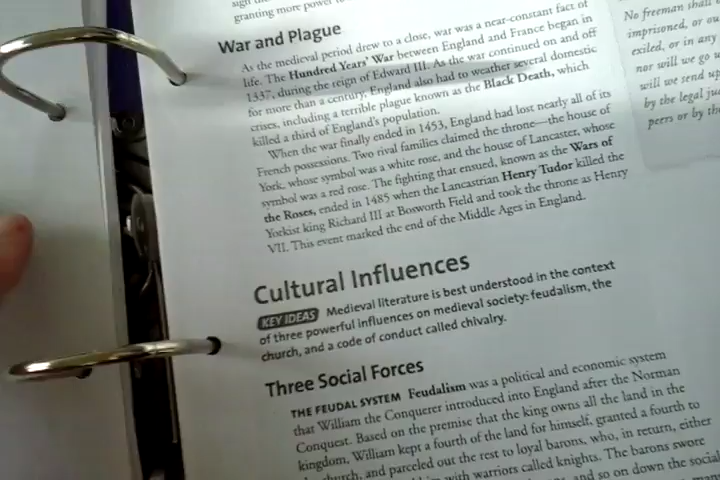 sign th
granting more power to
War and Plague
As the medieval period drew to a close, war was a near-constant fact of
life. The Hundred Years' War between England and France began in
1337, during the reign of Edward III. As the war continued on and off
for more than a century, England also had to weather several domestic
crises, including a terrible plague known as the Black Death, which
killed a third of England's population.
When the war finally ended in 1453, England had lost nearly all of its
French possessions. Two rival families claimed the throne—the house of
York, whose symbol was a white rose, and the house of Lancaster, whose
symbol was a red rose. The fighting that ensued, known as the Wars of
the Roses, ended in 1485 when the Lancastrian Henry Tudor killed the
Yorkist king Richard III at Bosworth Field and took the throne as Henry
VII. This event marked the end of the Middle Ages in England.
Cultural Influences
KEY IDEAS Medieval literature is best understood in the context
of three powerful influences on medieval society: feudalism, the
church, and a code of conduct called chivalry.
Three Social Forces
THE FEUDAL SYSTEM Feudalism was a political and economic system
that William the Conquerer introduced into England after the Norman
Conquest. Based on the premise that the king owns all the land in the
kingdom, William kept a fourth of the land for himself, granted a fourth to
church, and parceled out the rest to loyal barons, who, in return, either
with warriors called knights. The barons swore
and so on down the social
No freeman shall
imprisoned, or ou
exiled, or in any
nor will we go u
will we send up
by the legal ju
peers or by th